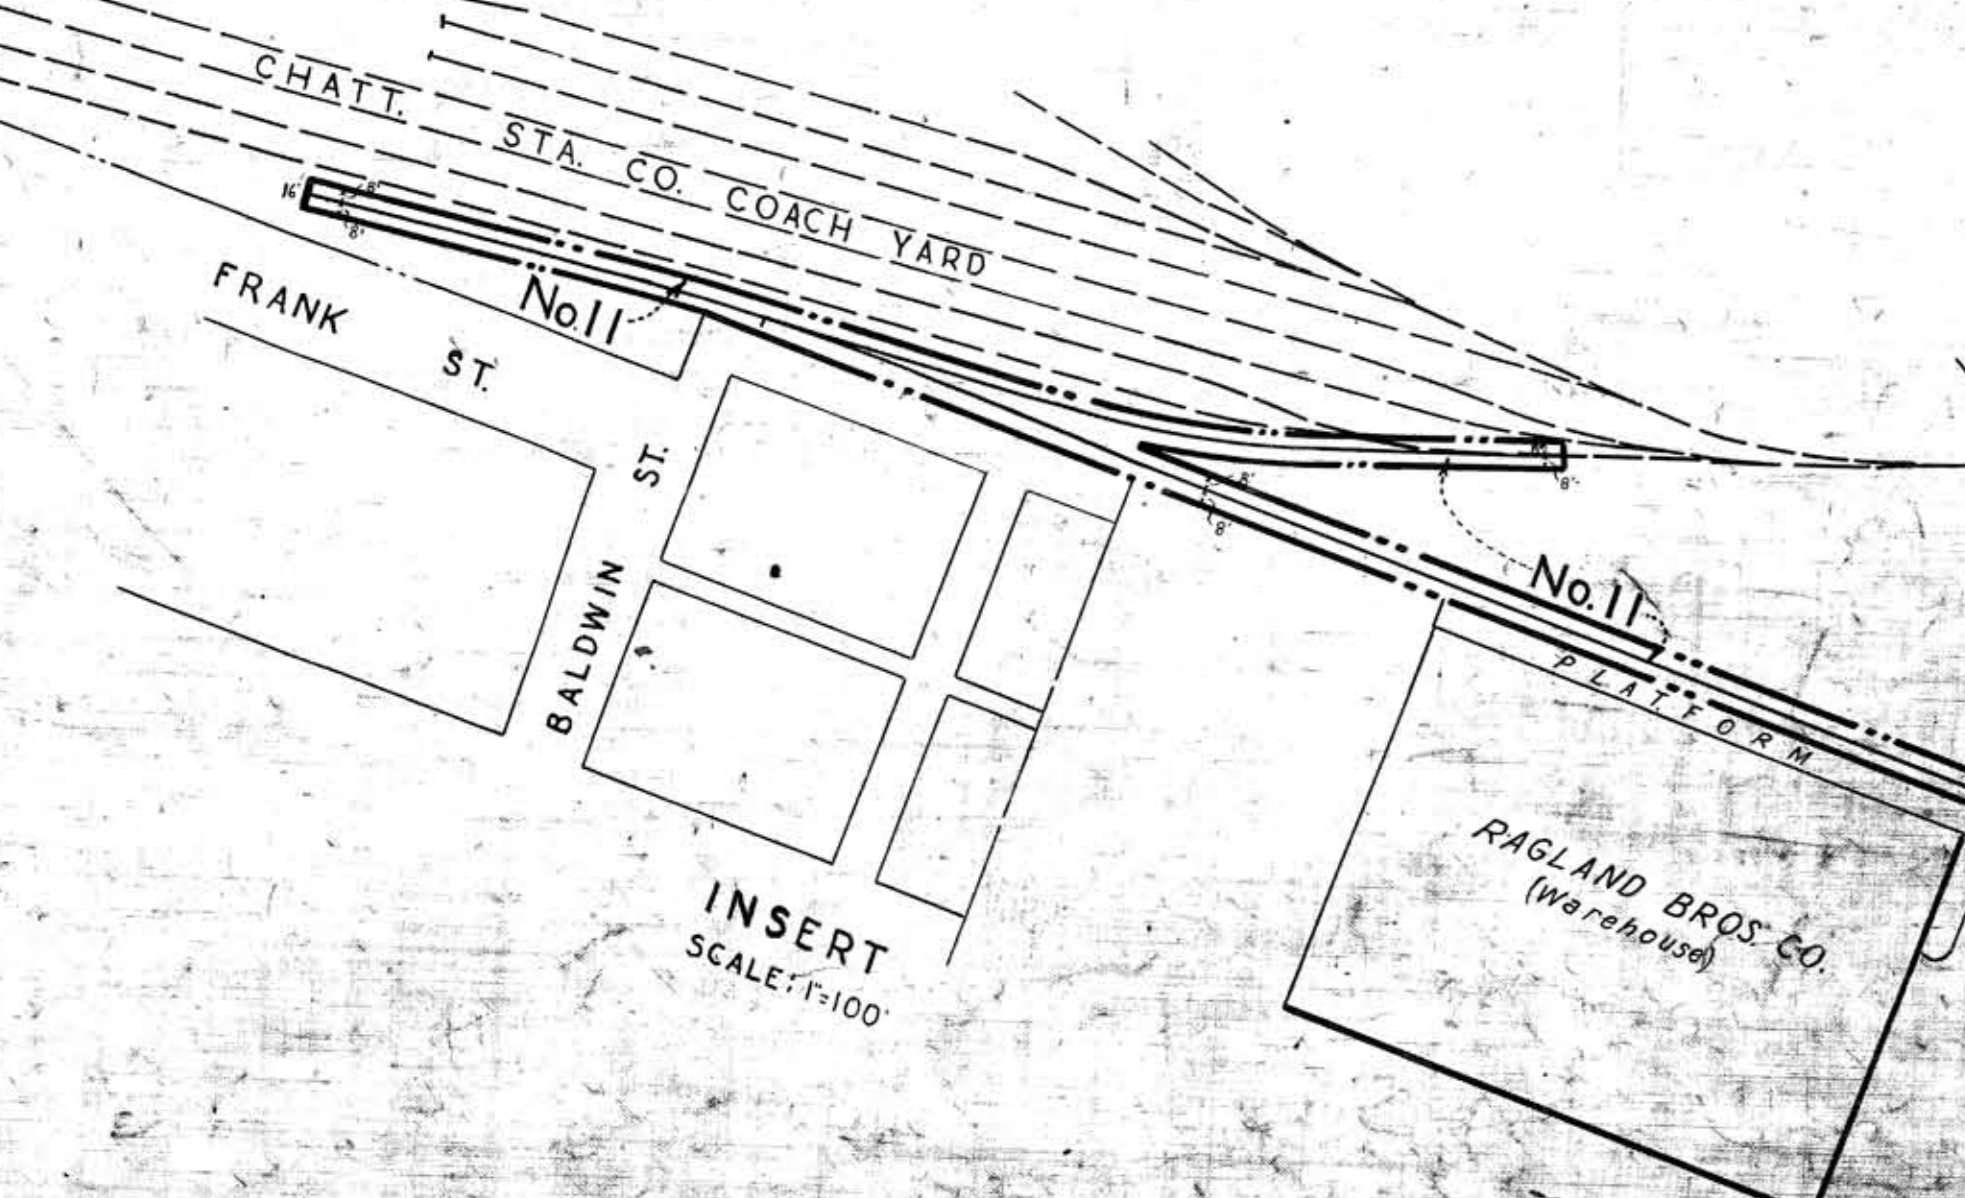 CHATT. STA. CO. COACH YARD
16'
8'
8'
FRANK ST.
No. 11
BALDWIN ST.
8'
8'
8'
No. 11
PLATFORM
RAGLAND BROS. CO.
(Warehouse)
INSERT
SCALE: 1"=100'